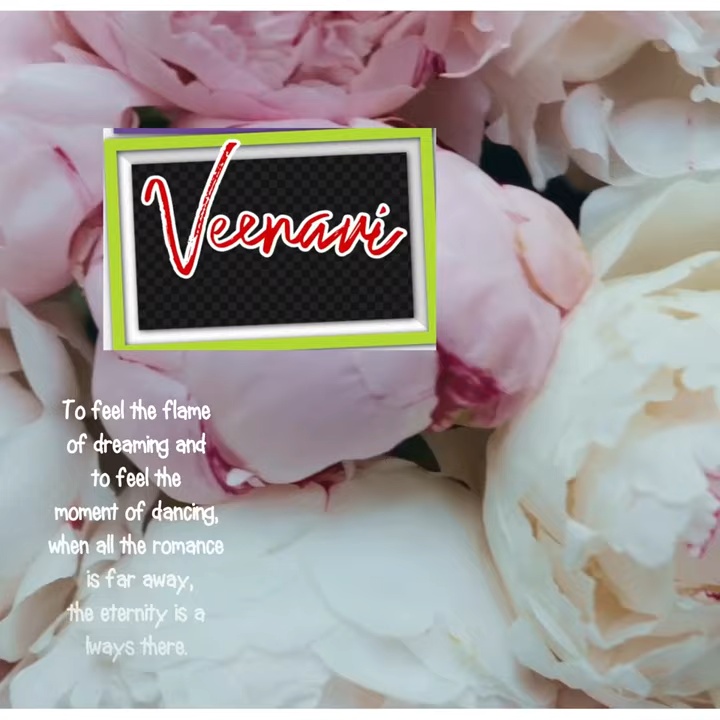 Veenavi
To feel the flame
of dreaming and
to feel the
moment of dancing,
when all the romance
is far away,
the eternity is a
lways there.